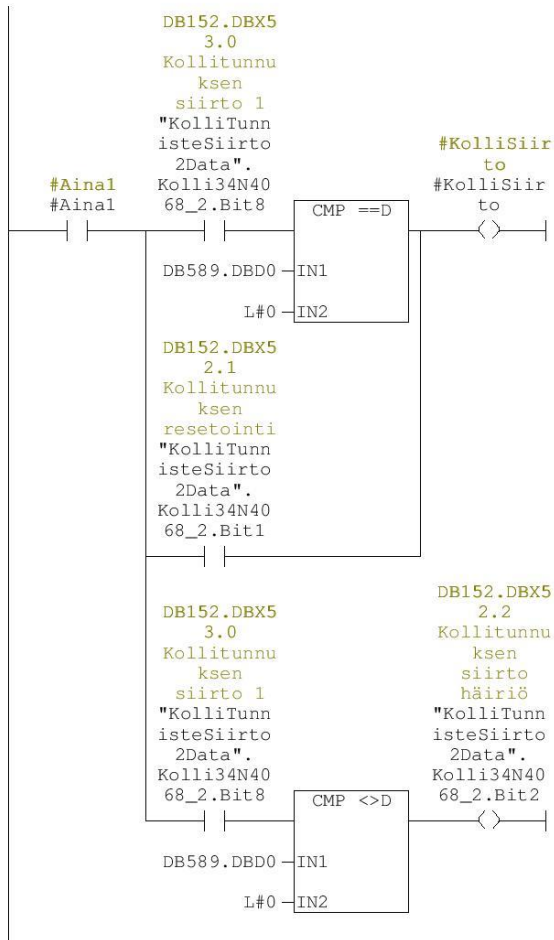 DB152.DBX5
3.0
Kollitunnu
ksen
siirto 1
"KolliTunn
isteSiirto
2Data".
Kolli34N40
68_2.Bit8
#Aina1
#Aina1
CMP ==D
#KolliSiir
to
#KolliSiir
to
DB589.DBD0
IN1
L#0
IN2
DB152.DBX5
2.1
Kollitunnu
ksen
resetointi
"KolliTunn
isteSiirto
2Data".
Kolli34N40
68_2.Bit1
DB152.DBX5
3.0
Kollitunnu
ksen
siirto 1
"KolliTunn
isteSiirto
2Data".
Kolli34N40
68_2.Bit8
CMP <>D
DB152.DBX5
2.2
Kollitunnu
ksen
siirto
häiriö
"KolliTunn
isteSiirto
2Data".
Kolli34N40
68_2.Bit2
DB589.DBD0
IN1
L#0
IN2